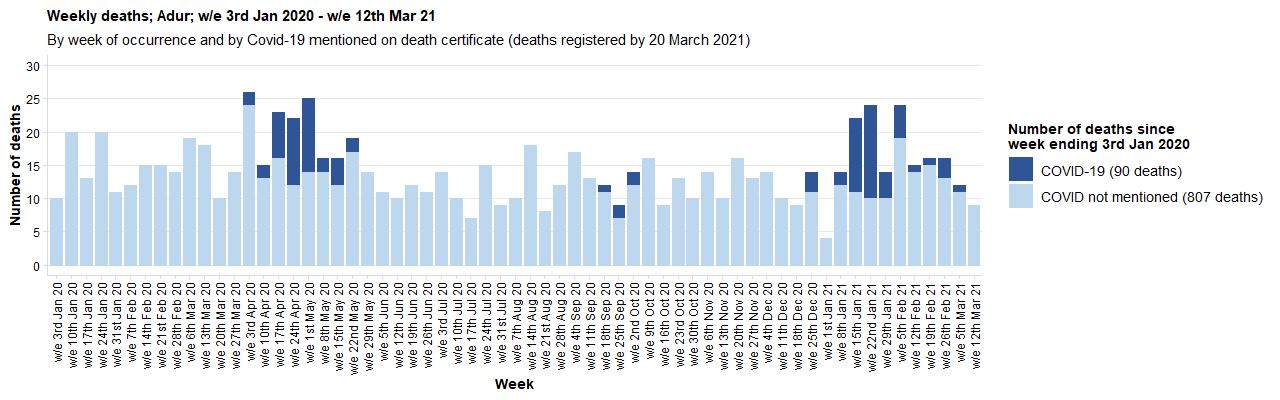 Weekly deaths; Adur; w/e 3rd Jan 2020 - w/e 12th Mar 21
By week of occurrence and by Covid-19 mentioned on death certificate (deaths registered by 20 March 2021)
Number of deaths
30
25
20
15
10
5
0
w/e 3rd Jan 20
w/e 10th Jan 20
w/e 17th Jan 20
w/e 24th Jan 20
w/e 31st Jan 20
w/e 7th Feb 20
w/e 14th Feb 20
w/e 21st Feb 20
w/e 28th Feb 20
w/e 6th Mar 20
w/e 13th Mar 20
w/e 20th Mar 20
w/e 27th Mar 20
w/e 3rd Apr 20
w/e 10th Apr 20
w/e 17th Apr 20
w/e 24th Apr 20
w/e 1st May 20
w/e 8th May 20
w/e 15th May 20
w/e 22nd May 20
w/e 29th May 20
w/e 5th Jun 20
w/e 12th Jun 20
w/e 19th Jun 20
w/e 26th Jun 20
w/e 3rd Jul 20
w/e 10th Jul 20
w/e 17th Jul 20
w/e 24th Jul 20
w/e 31st Jul 20
w/e 7th Aug 20
w/e 14th Aug 20
w/e 21st Aug 20
w/e 28th Aug 20
w/e 4th Sep 20
w/e 11th Sep 20
w/e 18th Sep 20
w/e 25th Sep 20
w/e 2nd Oct 20
w/e 9th Oct 20
w/e 16th Oct 20
w/e 23rd Oct 20
w/e 30th Oct 20
w/e 6th Nov 20
w/e 13th Nov 20
w/e 20th Nov 20
w/e 27th Nov 20
w/e 4th Dec 20
w/e 11th Dec 20
w/e 18th Dec 20
w/e 25th Dec 20
w/e 1st Jan 21
w/e 8th Jan 21
w/e 15th Jan 21
w/e 22nd Jan 21
w/e 29th Jan 21
w/e 5th Feb 21
w/e 12th Feb 21
w/e 19th Feb 21
w/e 26th Feb 21
w/e 5th Mar 21
w/e 12th Mar 21
Week
Number of deaths since
week ending 3rd Jan 2020
COVID-19 (90 deaths)
COVID not mentioned (807 deaths)